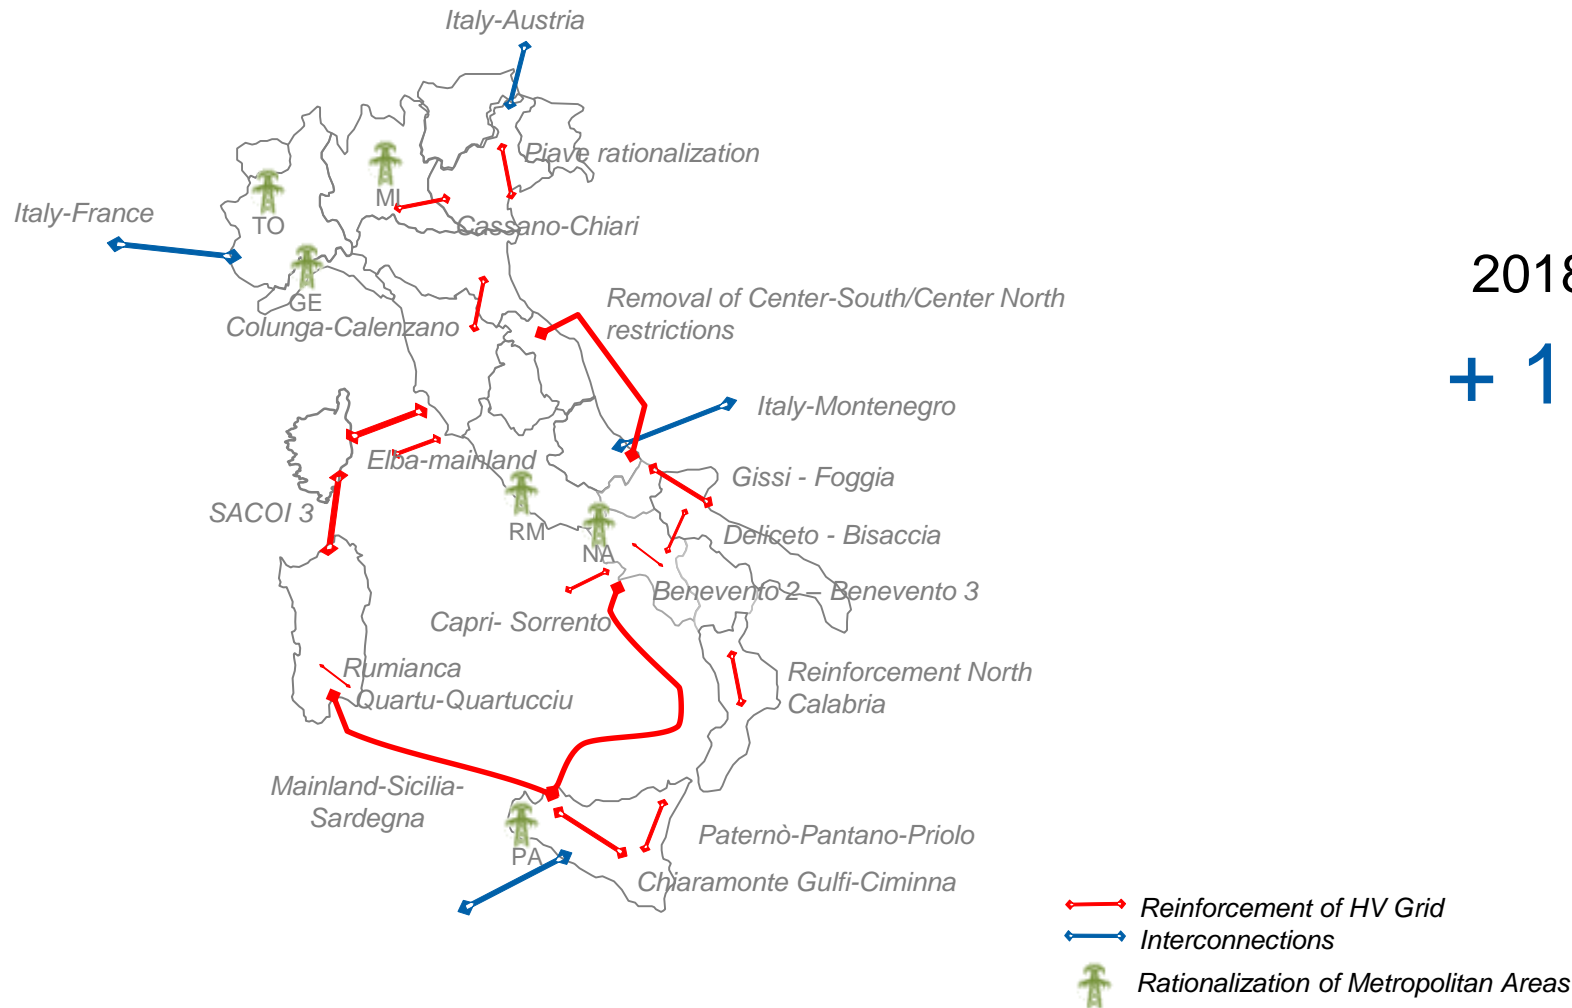 Italy-Austria
Piave rationalization
MI
TO
Italy-France
Cassano-Chiari
GE
2018
Removal of Center-South/Center North
restrictions
Colunga-Calenzano
+ 1
Italy-Montenegro
Elba-mainland
Gissi - Foggia
SACOI 3
RM
NA
Deliceto - Bisaccia
Benevento 2 – Benevento 3
Capri- Sorrento
Rumianca
Quartu-Quartucciu
Reinforcement North
Calabria
Mainland-Sicilia-
Sardegna
PA
Paternò-Pantano-Priolo
Chiaramonte Gulfi-Ciminna
Reinforcement of HV Grid
Interconnections
Rationalization of Metropolitan Areas